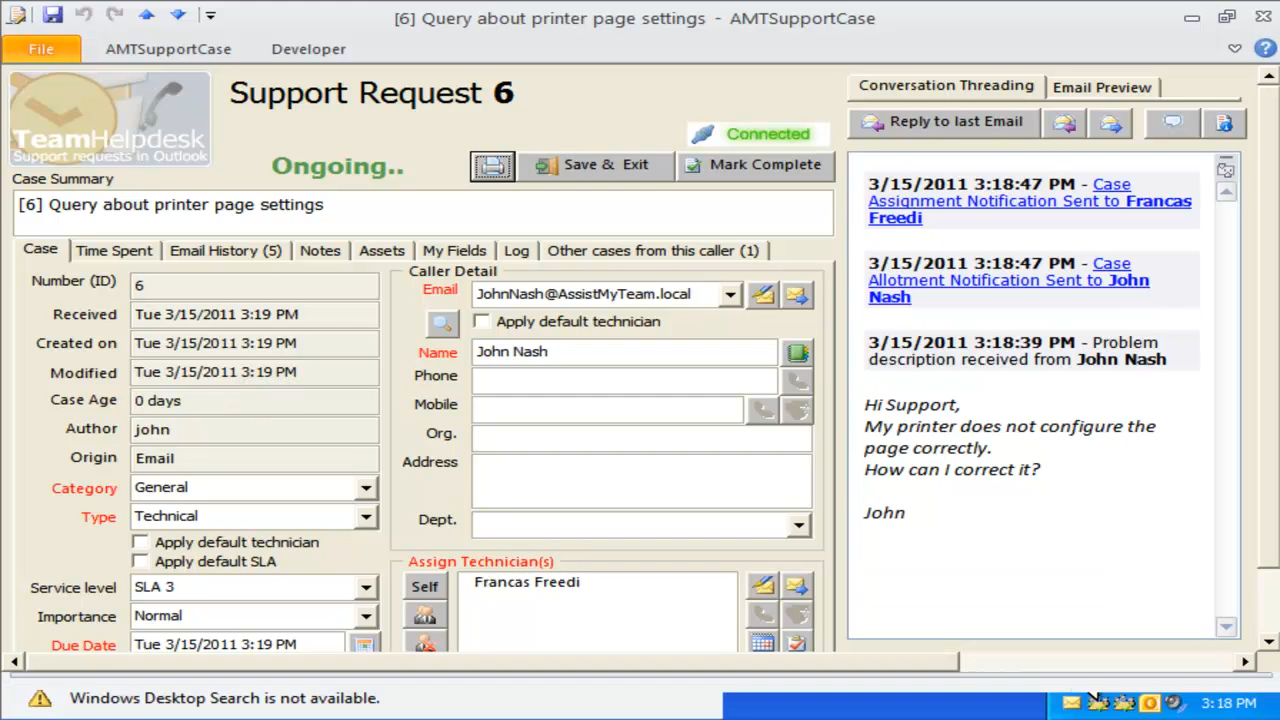 [6] Query about printer page settings - AMTSupportCase
File AMTSupportCase Developer
TeamHelpdesk
Support requests in Outlook
Support Request 6
Connected
Ongoing..
Save & Exit
Mark Complete
Case Summary
[6] Query about printer page settings
Case Time Spent Email History (5) Notes Assets My Fields Log Other cases from this caller (1)
Number (ID) 6
Received Tue 3/15/2011 3:19 PM
Created on Tue 3/15/2011 3:19 PM
Modified Tue 3/15/2011 3:19 PM
Case Age 0 days
Author john
Origin Email
Category General
Type Technical
Apply default technician
Apply default SLA
Service level SLA 3
Importance Normal
Due Date Tue 3/15/2011 3:19 PM
Caller Detail
Email JohnNash@AssistMyTeam.local
Apply default technician
Name John Nash
Phone
Mobile
Org.
Address
Dept.
Assign Technician(s)
Self Francas Freedi
Conversation Threading Email Preview
Reply to last Email
3/15/2011 3:18:47 PM - Case
Assignment Notification Sent to Francas
Freedi
3/15/2011 3:18:47 PM - Case
Allotment Notification Sent to John
Nash
3/15/2011 3:18:39 PM - Problem
description received from John Nash
Hi Support,
My printer does not configure the
page correctly.
How can I correct it?
John
Windows Desktop Search is not available.
3:18 PM